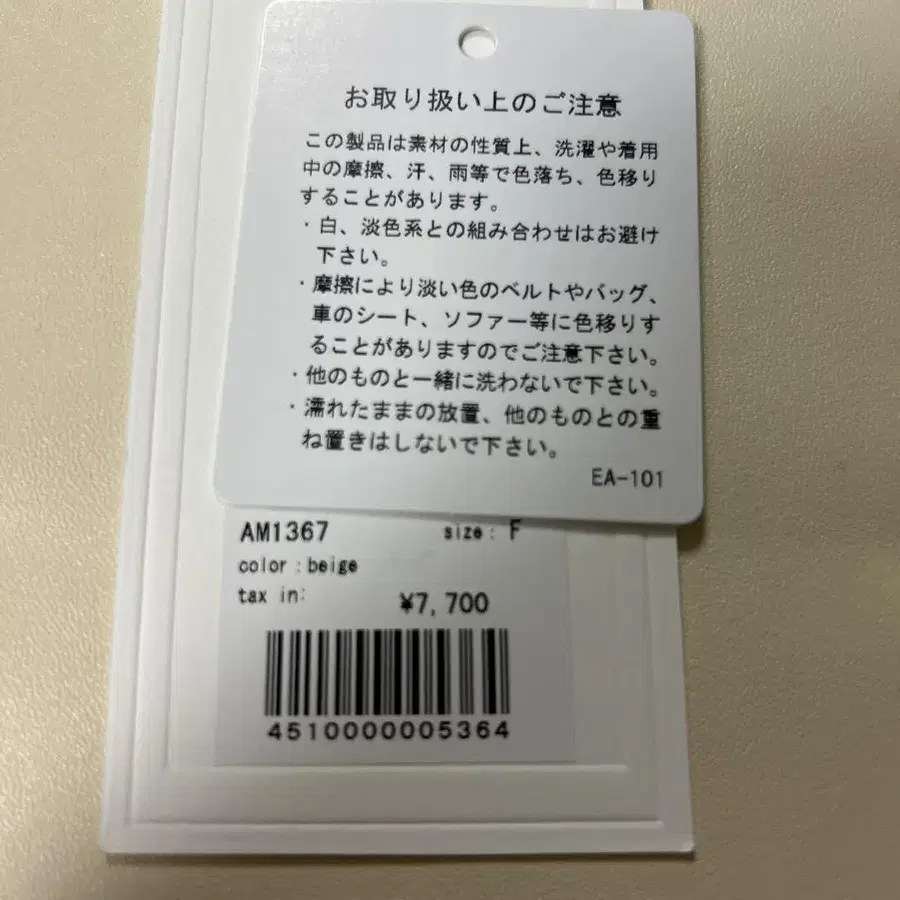 お取り扱い上のご注意
この製品は素材の性質上、洗濯や着用
中の摩擦、汗、雨等で色落ち、色移り
することがあります。
・白、淡色系との組み合わせはお避け
下さい。
・摩擦により淡い色のベルトやバッグ、
車のシート、ソファー等に色移りす
ることがありますのでご注意下さい。
・他のものと一緒に洗わないで下さい。
・濡れたままの放置、他のものとの重
ね置きはしないで下さい。
EA-101
AM1367 size: F
color:beige
tax in: ¥7,700
4510000005364